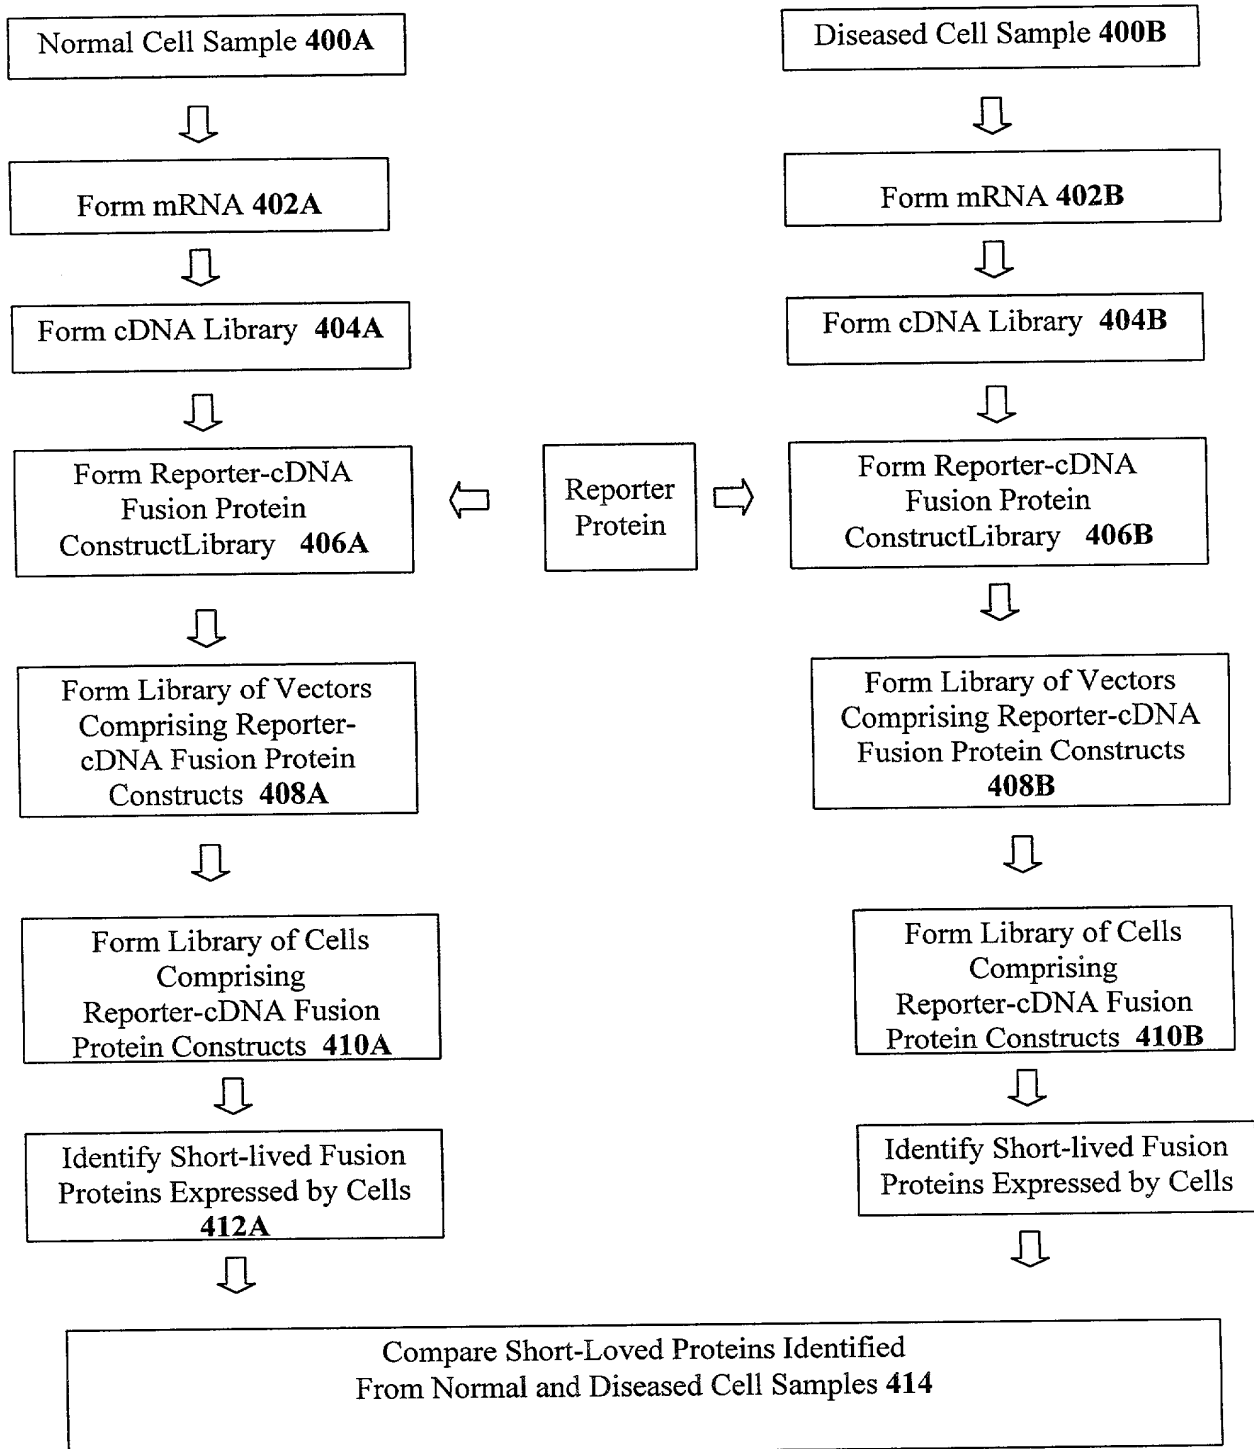 Normal Cell Sample 400A
Diseased Cell Sample 400B
Form mRNA 402A
Form mRNA 402B
Form cDNA Library 404A
Form cDNA Library 404B
Form Reporter-cDNA
Fusion Protein
ConstructLibrary 406A
Reporter
Protein
Form Reporter-cDNA
Fusion Protein
ConstructLibrary 406B
Form Library of Vectors
Comprising Reporter-
cDNA Fusion Protein
Constructs 408A
Form Library of Vectors
Comprising Reporter-cDNA
Fusion Protein Constructs
408B
Form Library of Cells
Comprising
Reporter-cDNA Fusion
Protein Constructs 410A
Form Library of Cells
Comprising
Reporter-cDNA Fusion
Protein Constructs 410B
Identify Short-lived Fusion
Proteins Expressed by Cells
412A
Identify Short-lived Fusion
Proteins Expressed by Cells
Compare Short-Loved Proteins Identified
From Normal and Diseased Cell Samples 414